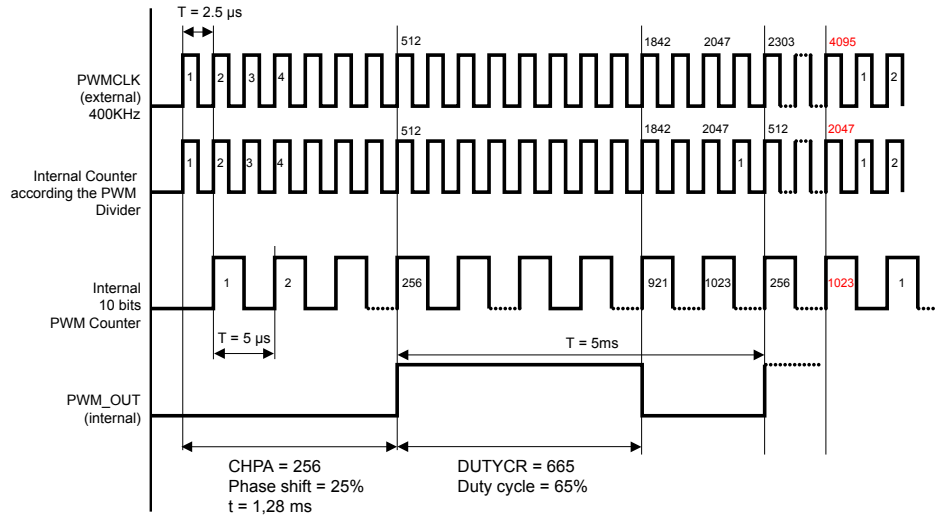 T = 2.5 µs
512
1842
2047
2303
4095
PWMCLK
(external)
400KHz
1
2
3
4
1
2
512
1842
2047
512
2047
Internal Counter
according the PWM
Divider
1
2
3
4
1
1
2
Internal
10 bits
PWM Counter
1
2
256
921
1023
256
1023
1
T = 5 µs
T = 5ms
PWM_OUT
(internal)
CHPA = 256
Phase shift = 25%
t = 1,28 ms
DUTYCR = 665
Duty cycle = 65%